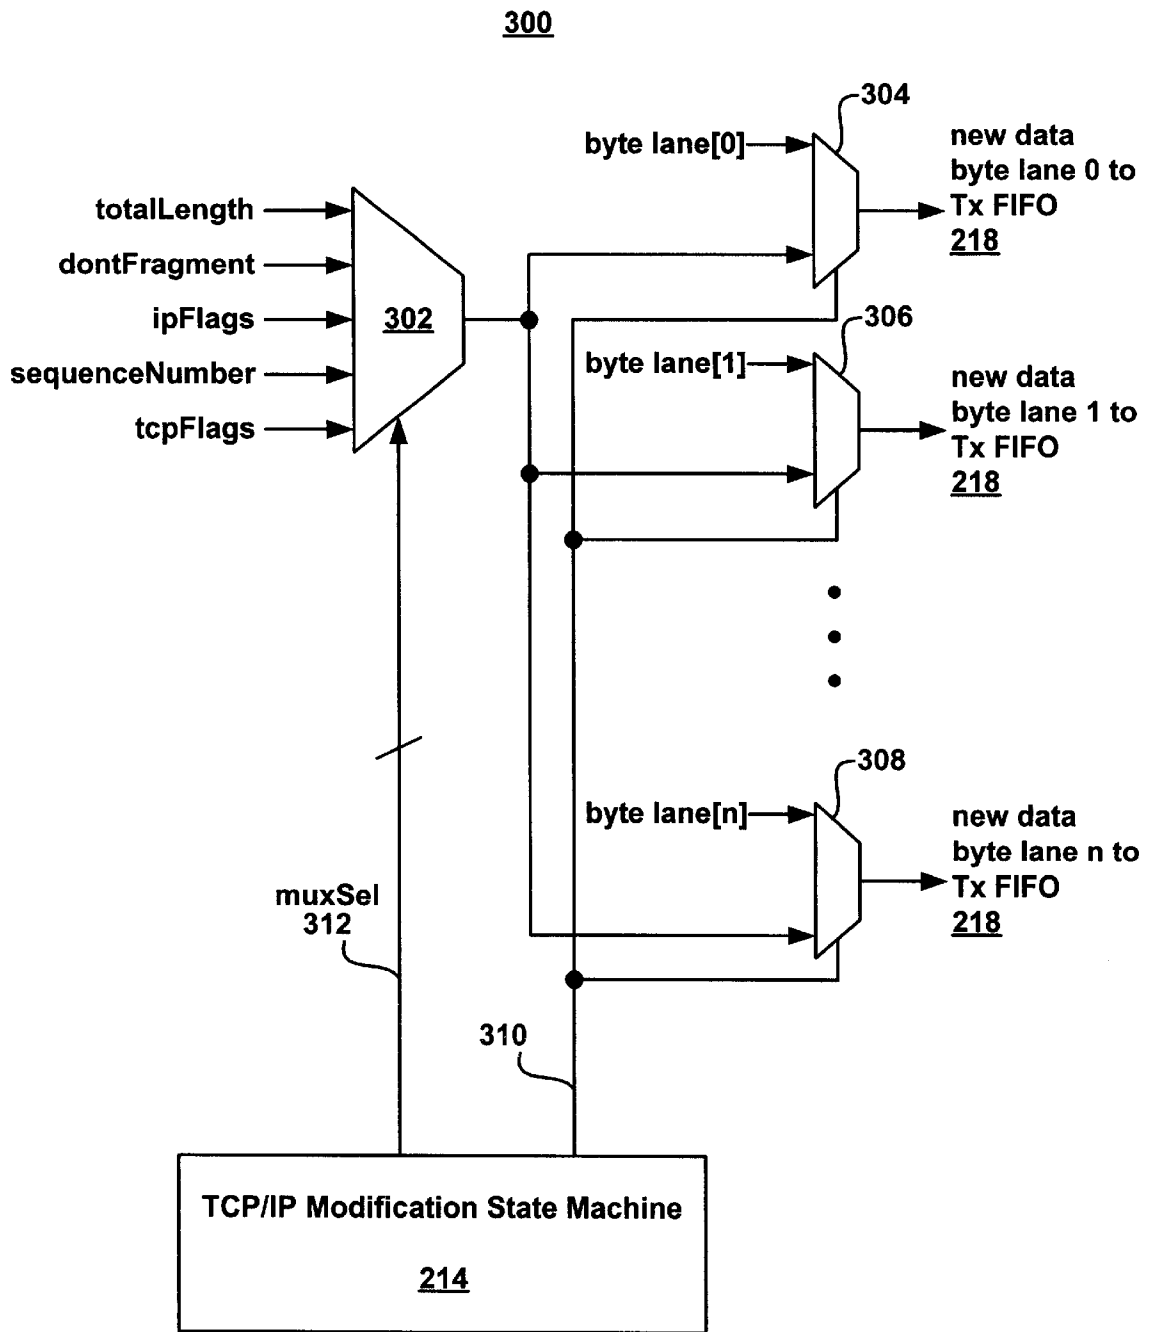 300
304
byte lane[0]
new data
byte lane 0 to
Tx FIFO
218
totalLength
dontFragment
ipFlags
sequenceNumber
tcpFlags
302
306
byte lane[1]
new data
byte lane 1 to
Tx FIFO
218
308
byte lane[n]
new data
byte lane n to
Tx FIFO
218
muxSel
312
310
TCP/IP Modification State Machine
214